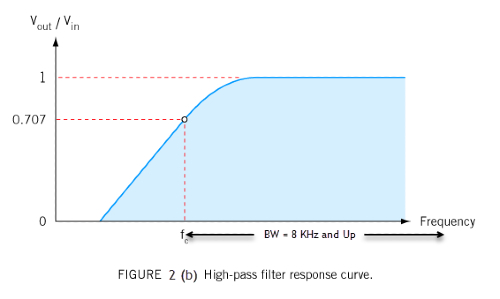 Vout / Vin
1
0.707
0
Frequency
fc
BW = 8 KHz and Up
FIGURE 2 (b) High-pass filter response curve.